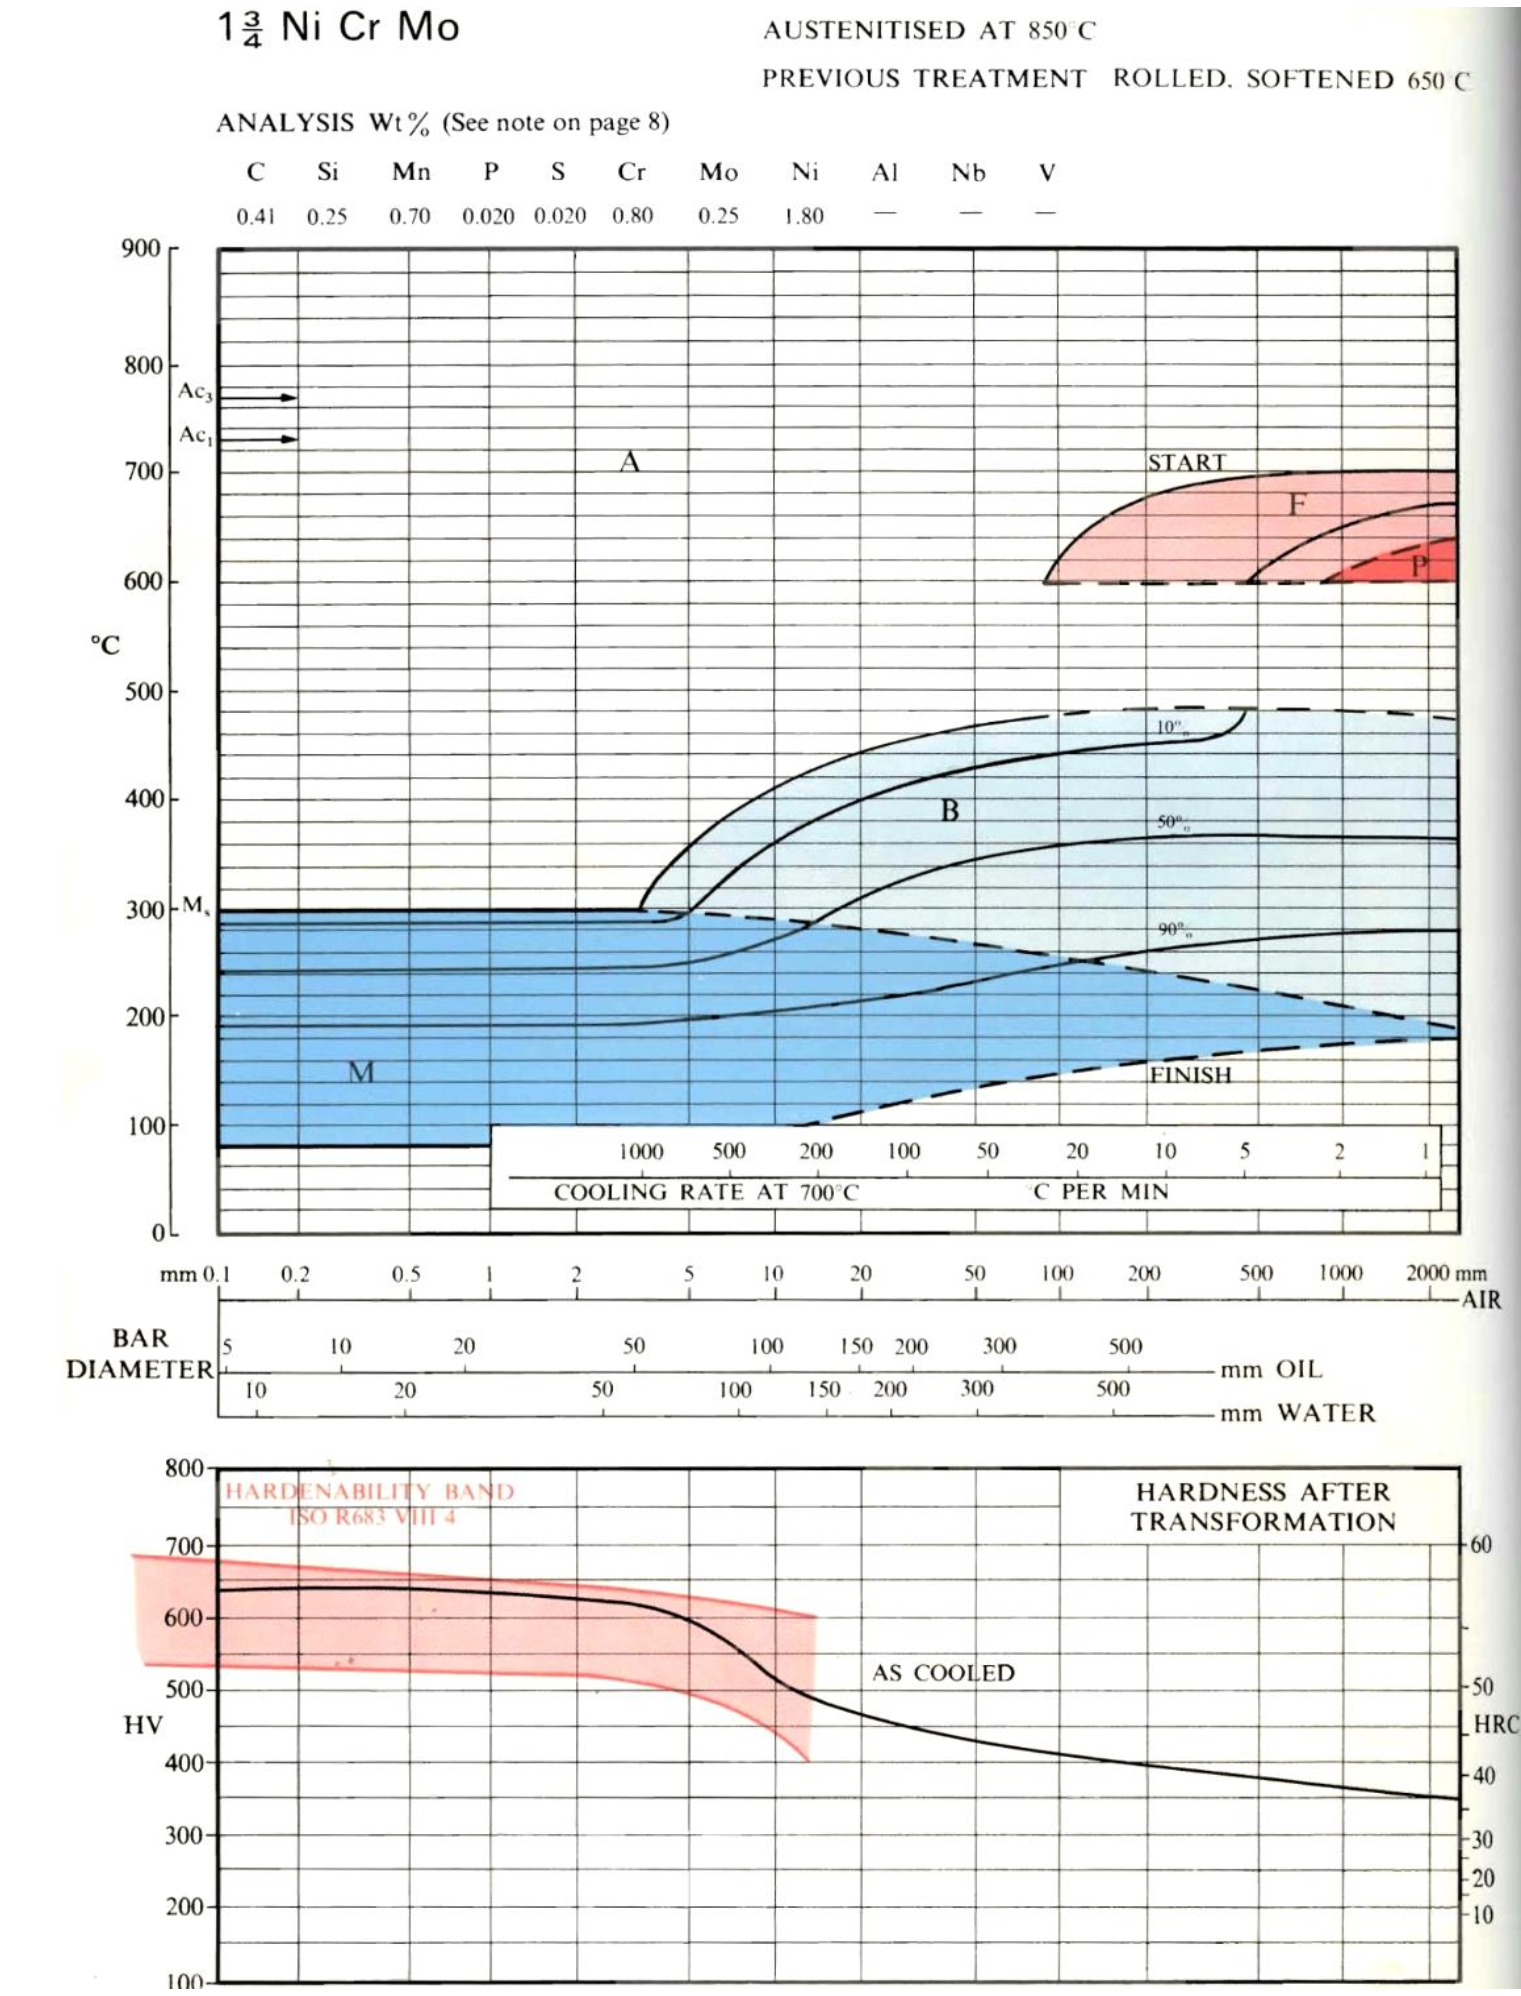 1¾ Ni Cr Mo
AUSTENITISED AT 850°C
PREVIOUS TREATMENT ROLLED. SOFTENED 650°C
ANALYSIS Wt% (See note on page 8)
C Si Mn P S Cr Mo Ni Al Nb V
0.41 0.25 0.70 0.020 0.020 0.80 0.25 1.80 — — —
900
800
Ac₃
Ac₁
700
A
START
F
P
600
°C
500
10%
400
B
50%
300
Mₛ
90%
200
M
FINISH
100
1000 500 200 100 50 20 10 5 2 1
COOLING RATE AT 700°C °C PER MIN
0
mm 0.1 0.2 0.5 1 2 5 10 20 50 100 200 500 1000 2000 mm
AIR
BAR DIAMETER
5 10 20 50 100 150 200 300 500
mm OIL
10 20 50 100 150 200 300 500
mm WATER
800
HARDENABILITY BAND
ISO R683 VIII 4
HARDNESS AFTER
TRANSFORMATION
700
60
600
AS COOLED
500
50
HV
HRC
400
40
300
30
20
200
10
100